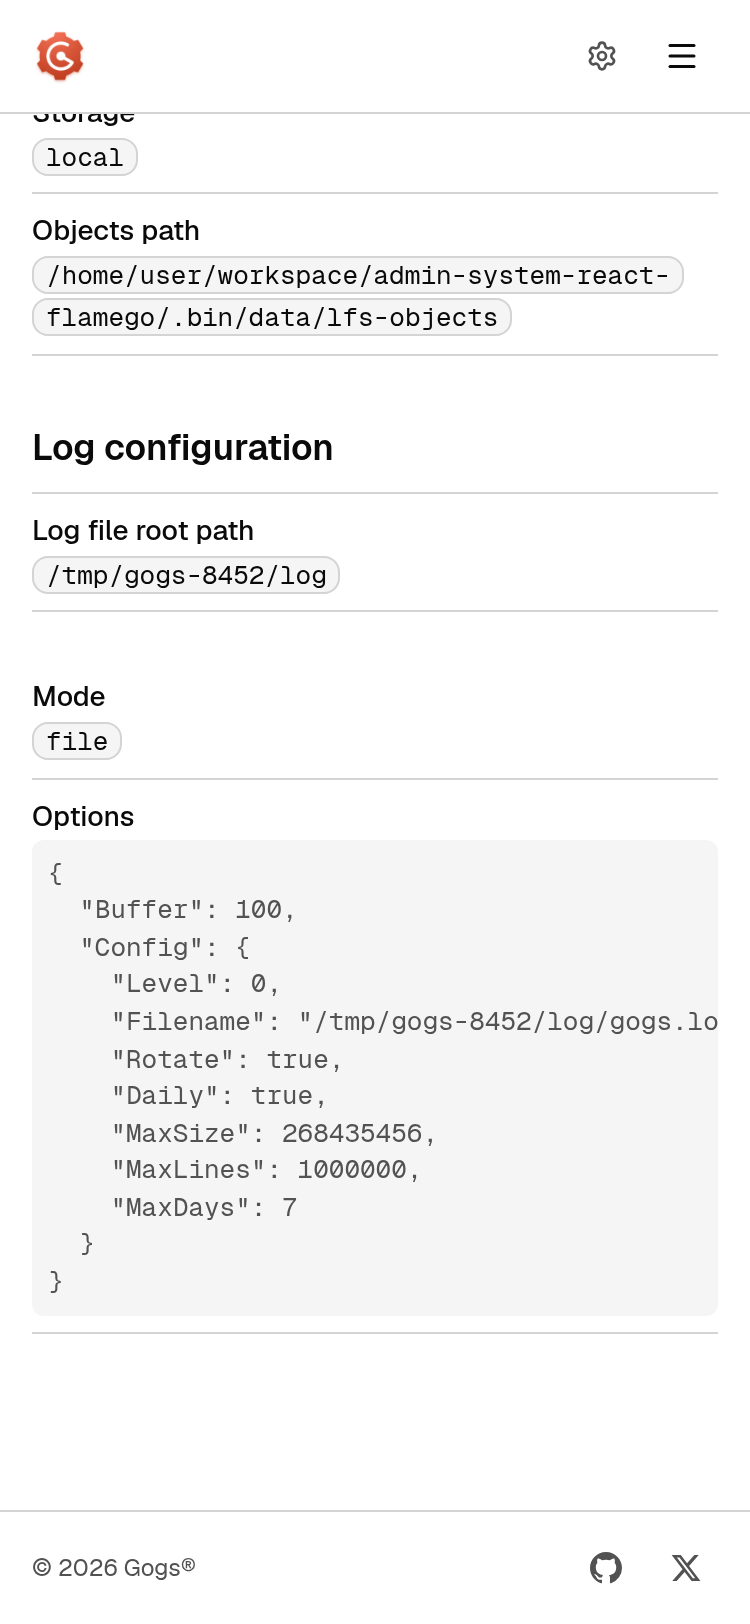 Storage
local
Objects path
/home/user/workspace/admin-system-react-
flamego/.bin/data/lfs-objects
Log configuration
Log file root path
/tmp/gogs-8452/log
Mode
file
Options
{
  "Buffer": 100,
  "Config": {
    "Level": 0,
    "Filename": "/tmp/gogs-8452/log/gogs.lo
    "Rotate": true,
    "Daily": true,
    "MaxSize": 268435456,
    "MaxLines": 1000000,
    "MaxDays": 7
  }
}
© 2026 Gogs®